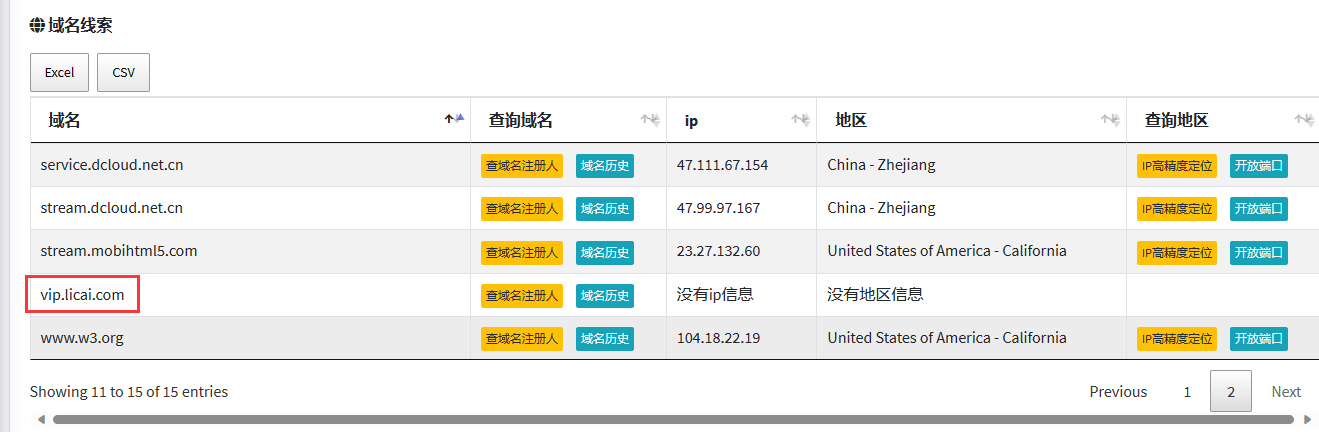 域名线索
Excel CSV
域名 查询域名 ip 地区 查询地区
service.dcloud.net.cn 查域名注册人 域名历史 47.111.67.154 China - Zhejiang IP高精度定位 开放端口
stream.dcloud.net.cn 查域名注册人 域名历史 47.99.97.167 China - Zhejiang IP高精度定位 开放端口
stream.mobihtml5.com 查域名注册人 域名历史 23.27.132.60 United States of America - California IP高精度定位 开放端口
vip.licai.com 查域名注册人 域名历史 没有ip信息 没有地区信息
www.w3.org 查域名注册人 域名历史 104.18.22.19 United States of America - California IP高精度定位 开放端口
Showing 11 to 15 of 15 entries Previous 1 2 Next